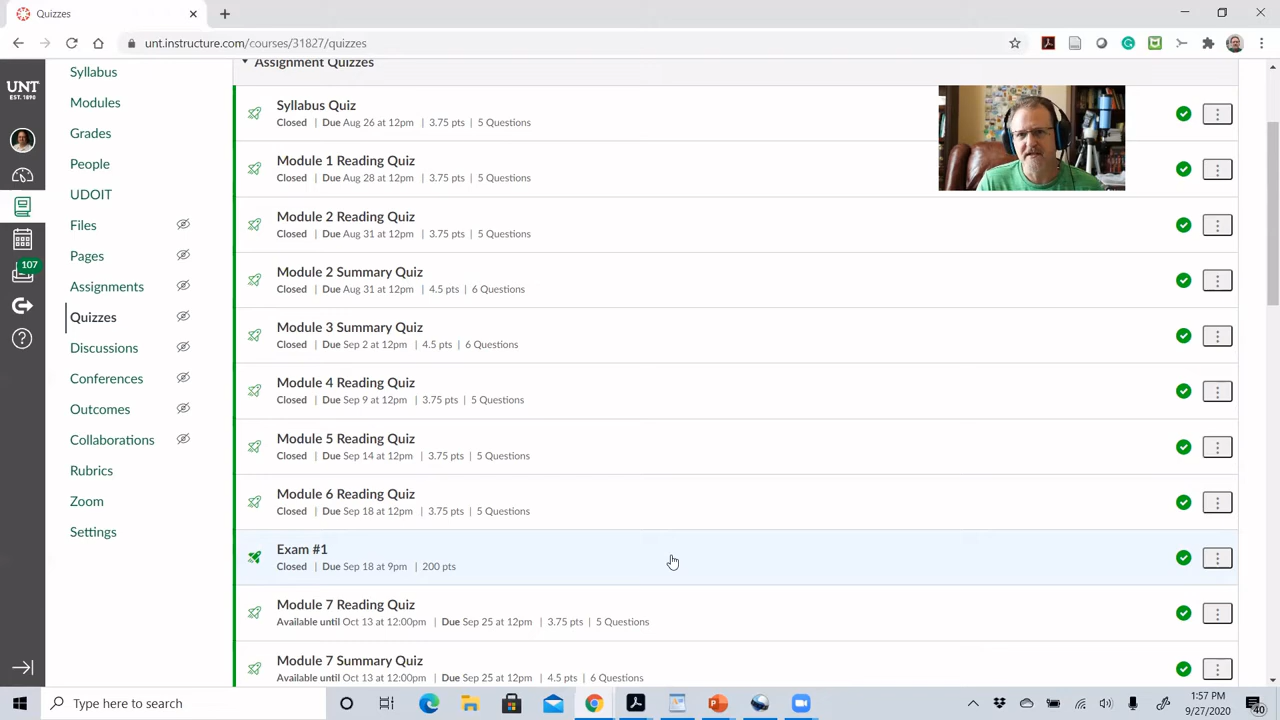 Quizzes
unt.instructure.com/courses/31827/quizzes
UNT
EST. 1890
107
Syllabus
Modules
Grades
People
UDOIT
Files
Pages
Assignments
Quizzes
Discussions
Conferences
Outcomes
Collaborations
Rubrics
Zoom
Settings
Assignment Quizzes
Syllabus Quiz
Closed | Due Aug 26 at 12pm | 3.75 pts | 5 Questions
Module 1 Reading Quiz
Closed | Due Aug 28 at 12pm | 3.75 pts | 5 Questions
Module 2 Reading Quiz
Closed | Due Aug 31 at 12pm | 3.75 pts | 5 Questions
Module 2 Summary Quiz
Closed | Due Aug 31 at 12pm | 4.5 pts | 6 Questions
Module 3 Summary Quiz
Closed | Due Sep 2 at 12pm | 4.5 pts | 6 Questions
Module 4 Reading Quiz
Closed | Due Sep 9 at 12pm | 3.75 pts | 5 Questions
Module 5 Reading Quiz
Closed | Due Sep 14 at 12pm | 3.75 pts | 5 Questions
Module 6 Reading Quiz
Closed | Due Sep 18 at 12pm | 3.75 pts | 5 Questions
Exam #1
Closed | Due Sep 18 at 9pm | 200 pts
Module 7 Reading Quiz
Available until Oct 13 at 12:00pm | Due Sep 25 at 12pm | 3.75 pts | 5 Questions
Module 7 Summary Quiz
Available until Oct 13 at 12:00pm | Due Sep 25 at 12pm | 4.5 pts | 6 Questions
Type here to search
1:57 PM
9/27/2020
40